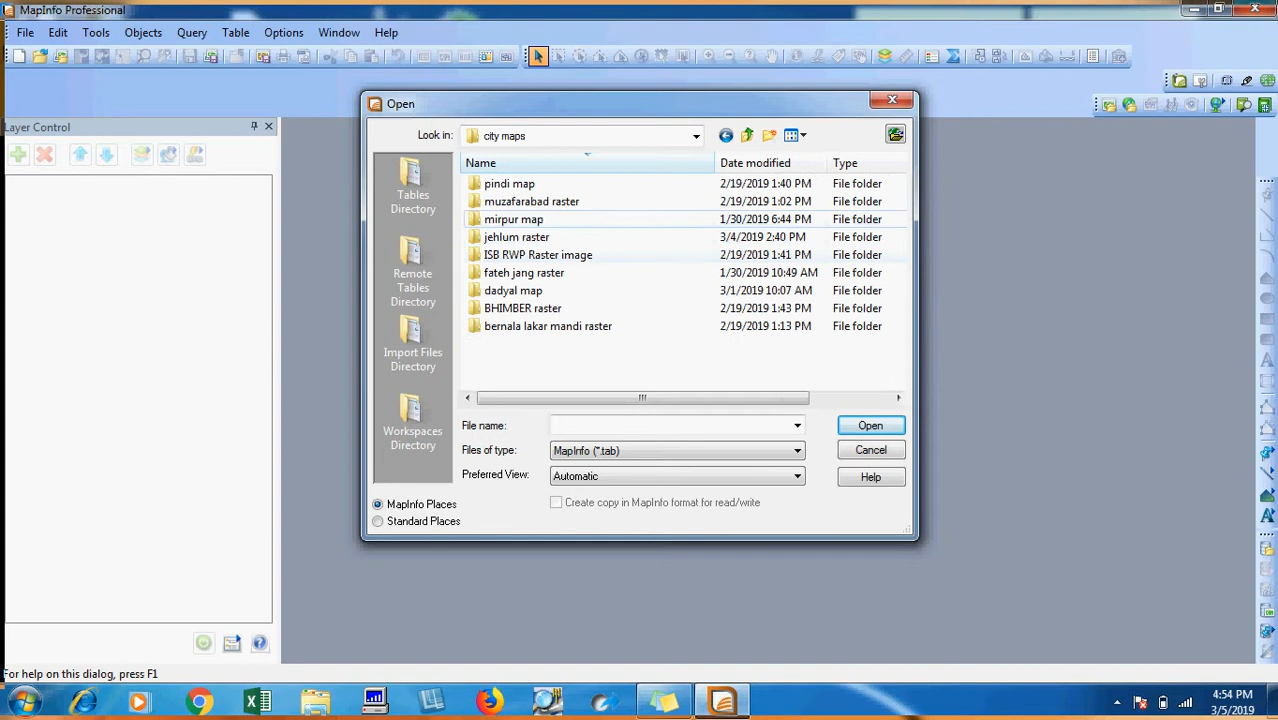 MapInfo Professional
File Edit Tools Objects Query Table Options Window Help
Open
Look in: city maps
Layer Control
Name Date modified Type
pindi map 2/19/2019 1:40 PM File folder
muzafarabad raster 2/19/2019 1:02 PM File folder
mirpur map 1/30/2019 6:44 PM File folder
jehlum raster 3/4/2019 2:40 PM File folder
ISB RWP Raster image 2/19/2019 1:41 PM File folder
fateh jang raster 1/30/2019 10:49 AM File folder
dadyal map 3/1/2019 10:07 AM File folder
BHIMBER raster 2/19/2019 1:43 PM File folder
bernala lakar mandi raster 2/19/2019 1:13 PM File folder
Tables
Directory
Remote
Tables
Directory
Import Files
Directory
Workspaces
Directory
File name: Open
Files of type: MapInfo (*.tab) Cancel
Preferred View: Automatic Help
MapInfo Places
Create copy in MapInfo format for read/write
Standard Places
For help on this dialog, press F1
4:54 PM
3/5/2019